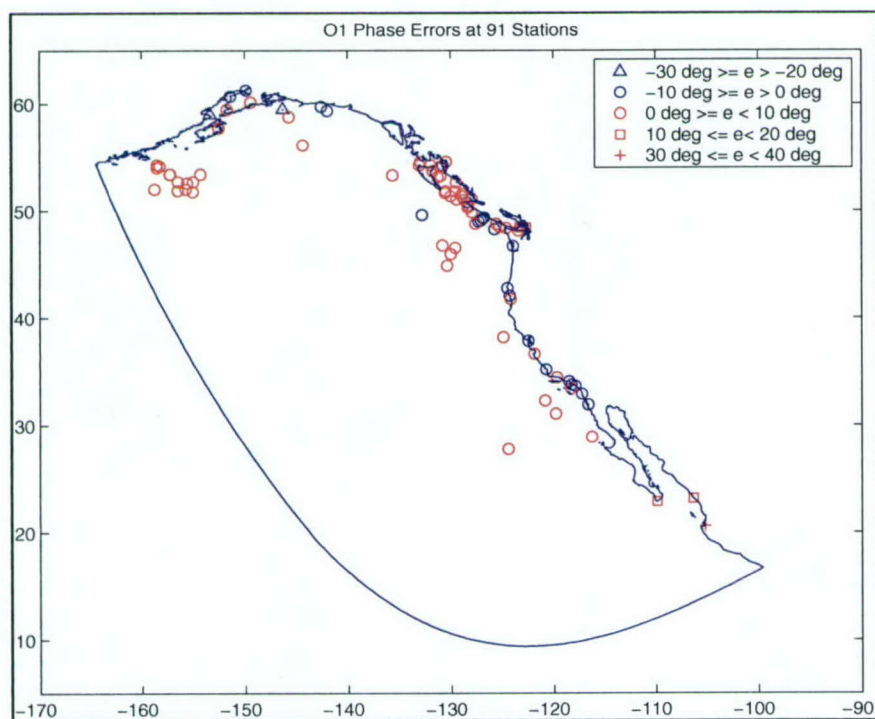 O1 Phase Errors at 91 Stations
−30 deg >= e > −20 deg
−10 deg >= e > 0 deg
0 deg >= e < 10 deg
10 deg <= e< 20 deg
30 deg <= e < 40 deg
60
50
40
30
20
10
−170 −160 −150 −140 −130 −120 −110 −100 −90